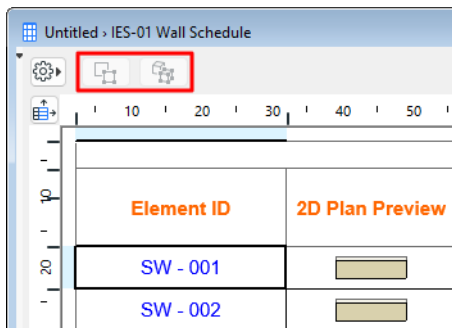 Untitled › IES-01 Wall Schedule
10 20 30 40 50
10
20
Element ID 2D Plan Preview
SW - 001
SW - 002